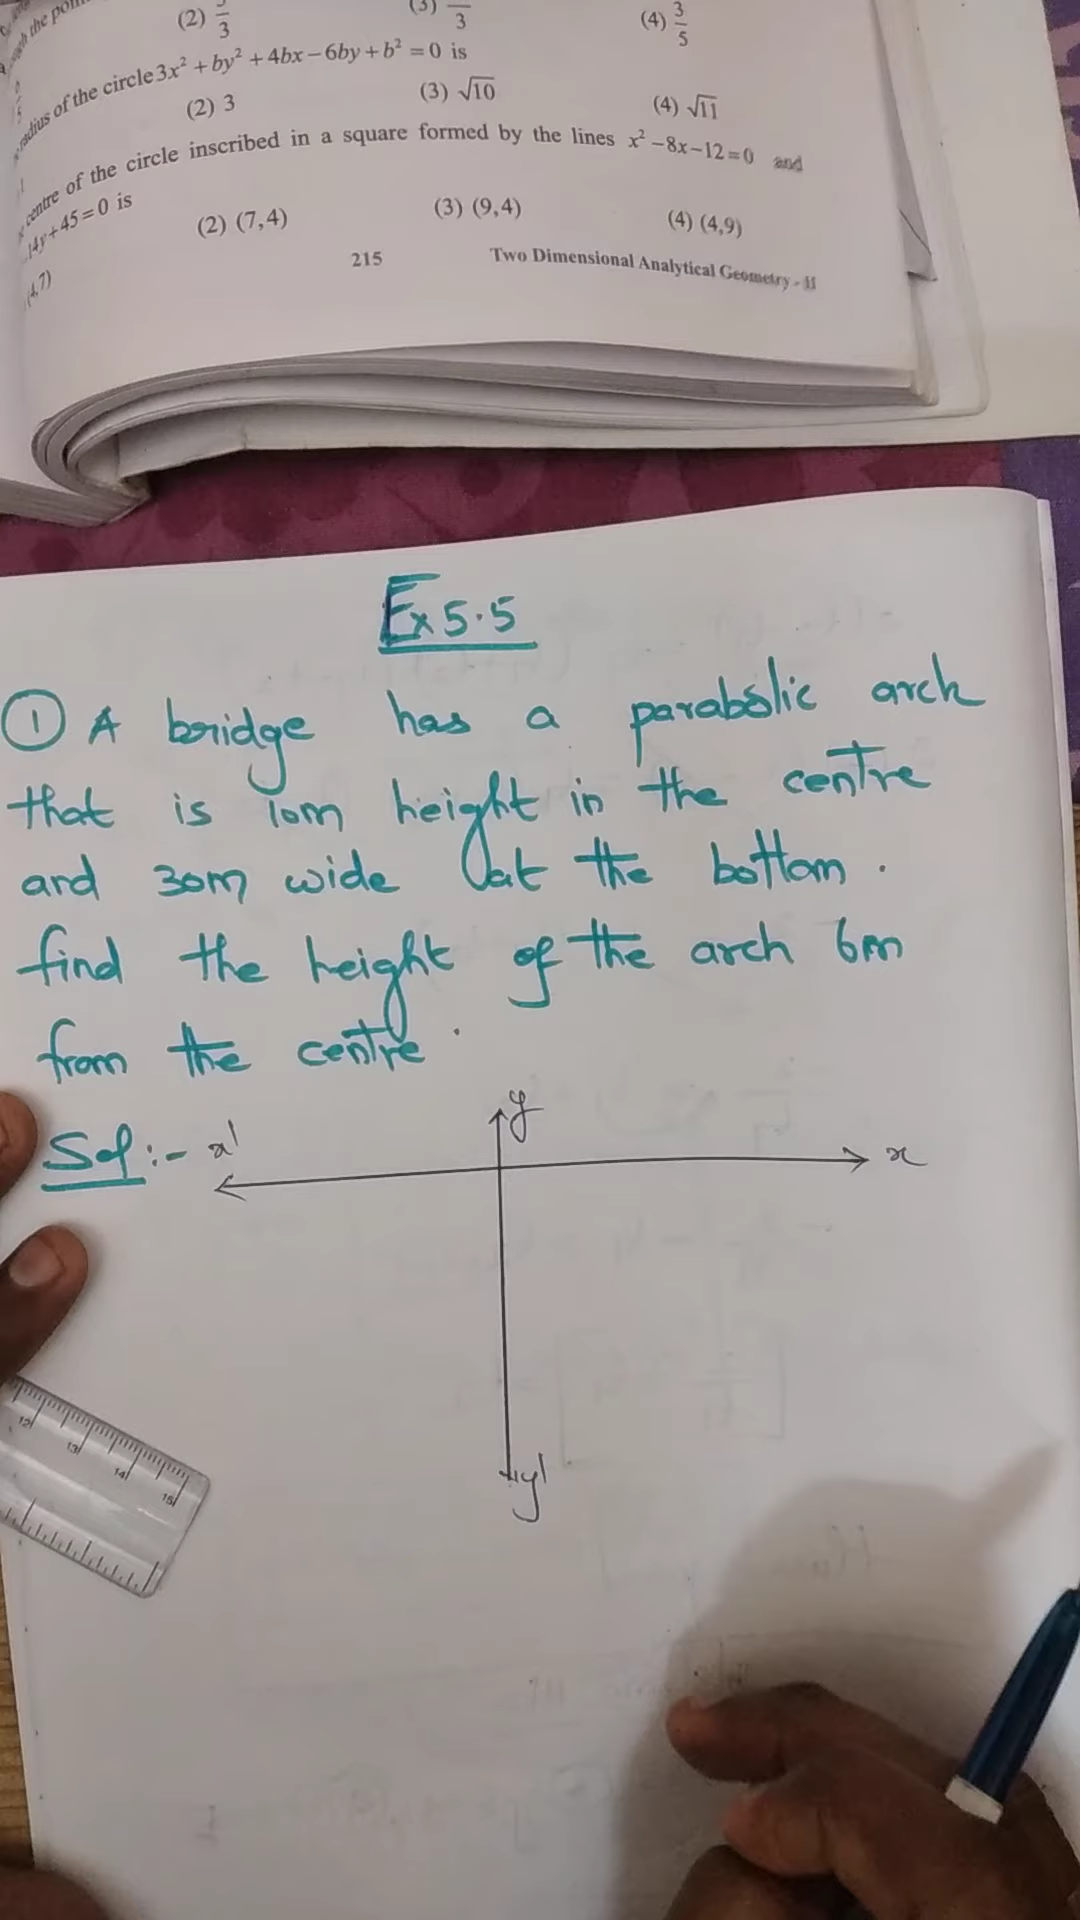 (2) 3/3 (3) 3 (4) 3/5
radius of the circle 3x² + by² + 4bx − 6by + b² = 0 is
(2) 3 (3) √10 (4) √11
centre of the circle inscribed in a square formed by the lines x² − 8x − 12 = 0 and
14y + 45 = 0 is
(4,7) (2) (7,4) (3) (9,4) (4) (4,9)
215 Two Dimensional Analytical Geometry - II
Ex 5.5
① A bridge has a parabolic arch
that is 10m height in the centre
and 30m wide at the bottom.
find the height of the arch 6m
from the centre.
Sol :-
y
x' x
y'
12 13 14 15